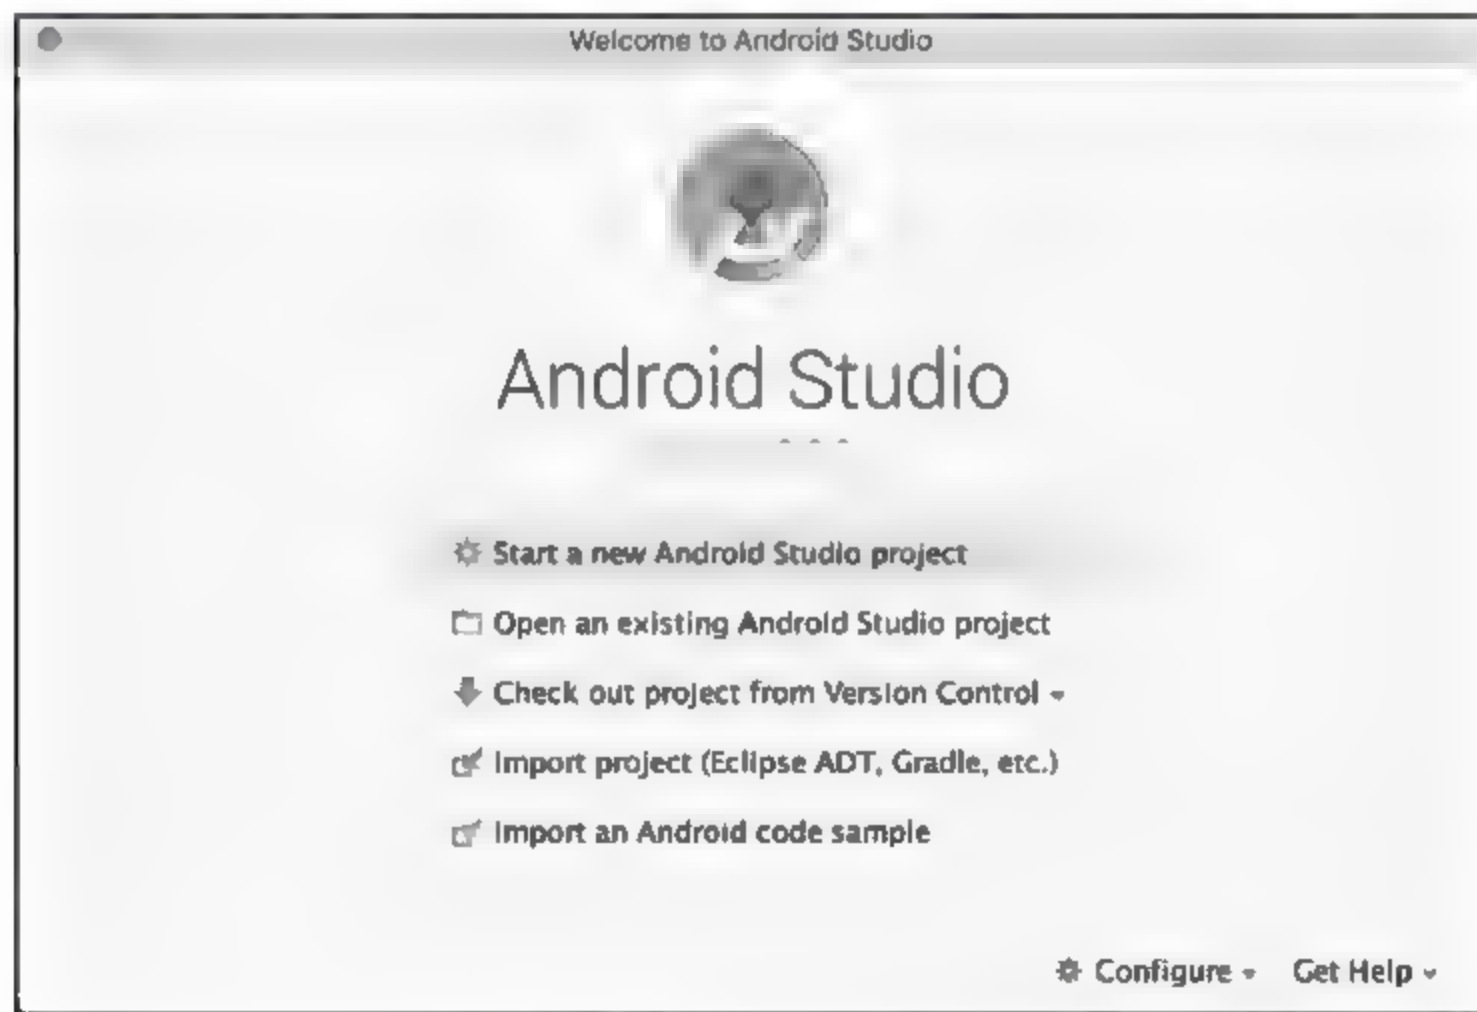 Welcome to Android Studio
Android Studio
Start a new Android Studio project
Open an existing Android Studio project
Check out project from Version Control
Import project (Eclipse ADT, Gradle, etc.)
Import an Android code sample
Configure Get Help